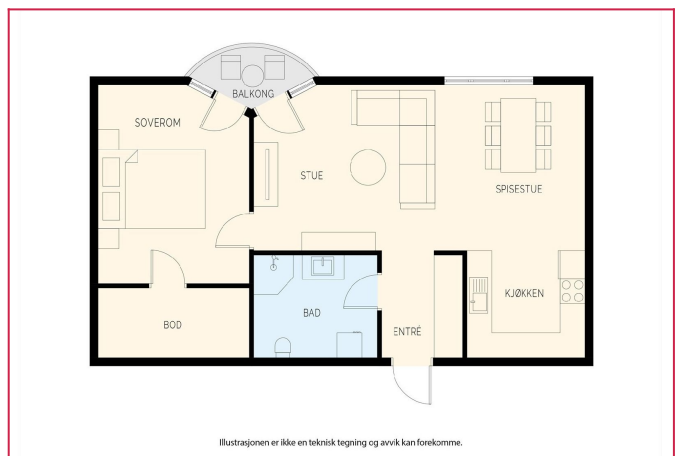 BALKONG
SOVEROM
STUE
SPISESTUE
KJØKKEN
BOD
BAD
ENTRÉ
Illustrasjonen er ikke en teknisk tegning og avvik kan forekomme.